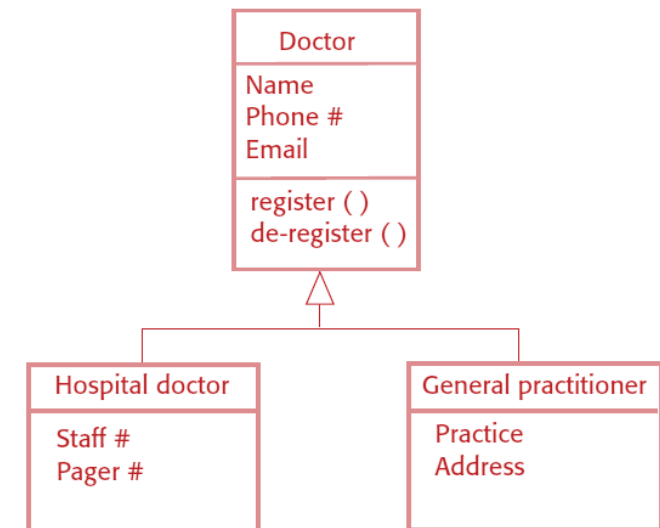 Doctor
Name
Phone #
Email
register ( )
de-register ( )
Hospital doctor
Staff #
Pager #
General practitioner
Practice
Address